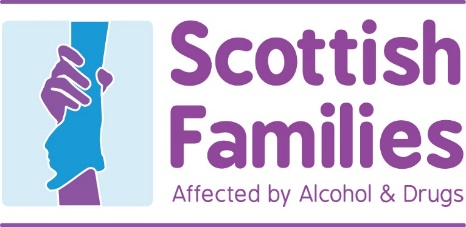 Scottish
Families
Affected by Alcohol & Drugs